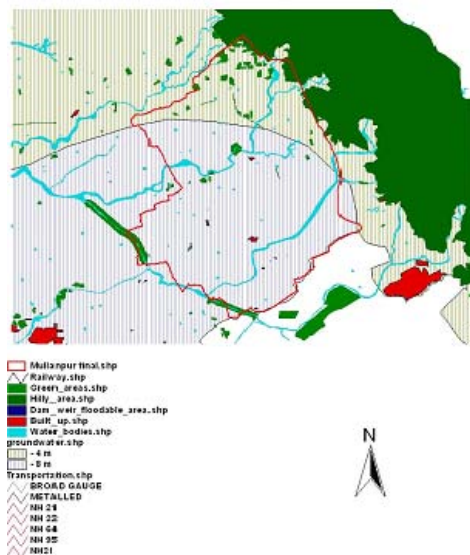 Mullanpur final.shp
Railway.shp
Green_areas.shp
Hilly_area.shp
Dam_weir_floodable_area.shp
Built_up.shp
Water_bodies.shp
groundwater.shp
- 4 m
- 8 m
Transportation.shp
BROAD GAUGE
METALLED
NH 21
NH 22
NH 64
NH 95
NH21
N